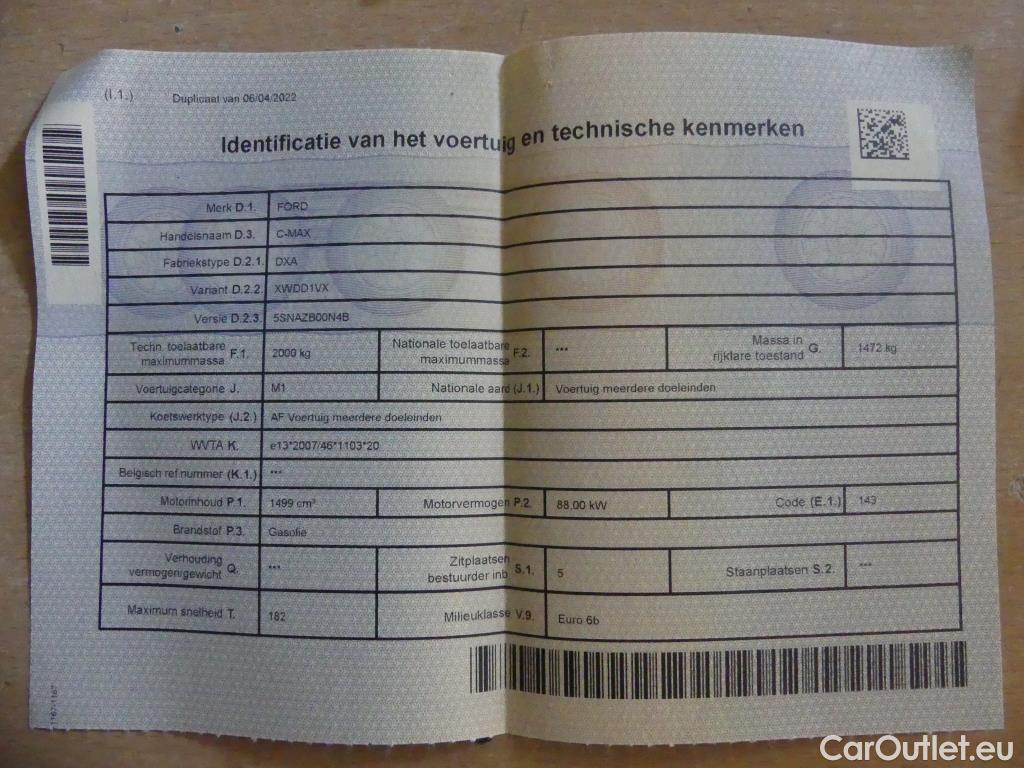 (I.1.) Duplicaat van 06/04/2022
Identificatie van het voertuig en technische kenmerken
Merk D.1. FORD
Handelsnaam D.3. C-MAX
Fabriekstype D.2.1. DXA
Variant D.2.2. XWDD1VX
Versie D.2.3. 5SNAZB00N4B
Techn. toelaatbare maximummassa F.1. 2000 kg Nationale toelaatbare maximummassa F.2. *** Massa in rijklare toestand G. 1472 kg
Voertuigcategorie J. M1 Nationale aard (J.1.) Voertuig meerdere doeleinden
Koetswerktype (J.2.) AF Voertuig meerdere doeleinden
WVTA K. e13*2007/46*1103*20
Belgisch ref.nummer (K.1.) ***
Motorinhoud P.1. 1499 cm³ Motorvermogen P.2. 88,00 kW Code (E.1.) 143
Brandstof P.3. Gasolie
Verhouding vermogen/gewicht Q. *** Zitplaatsen bestuurder inb. S.1. 5 Staanplaatsen S.2. ***
Maximum snelheid T. 182 Milieuklasse V.9. Euro 6b
1167-1167
CarOutlet.eu